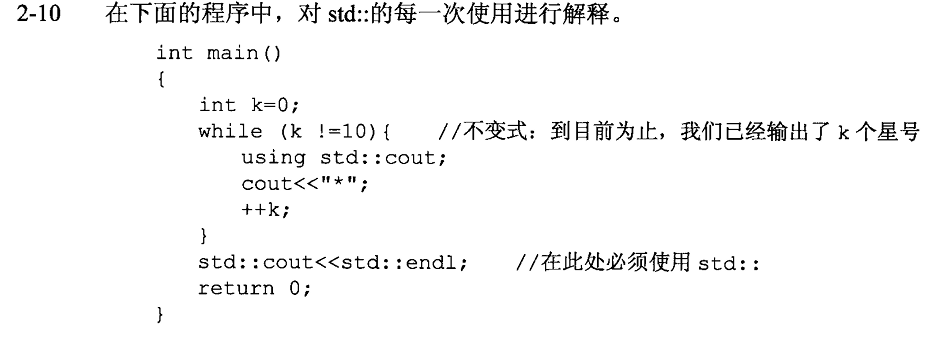 2-10 在下面的程序中，对 std::的每一次使用进行解释。
int main()
{
int k=0;
while (k !=10){ //不变式：到目前为止，我们已经输出了 k 个星号
using std::cout;
cout<<"*";
++k;
}
std::cout<<std::endl; //在此处必须使用 std::
return 0;
}